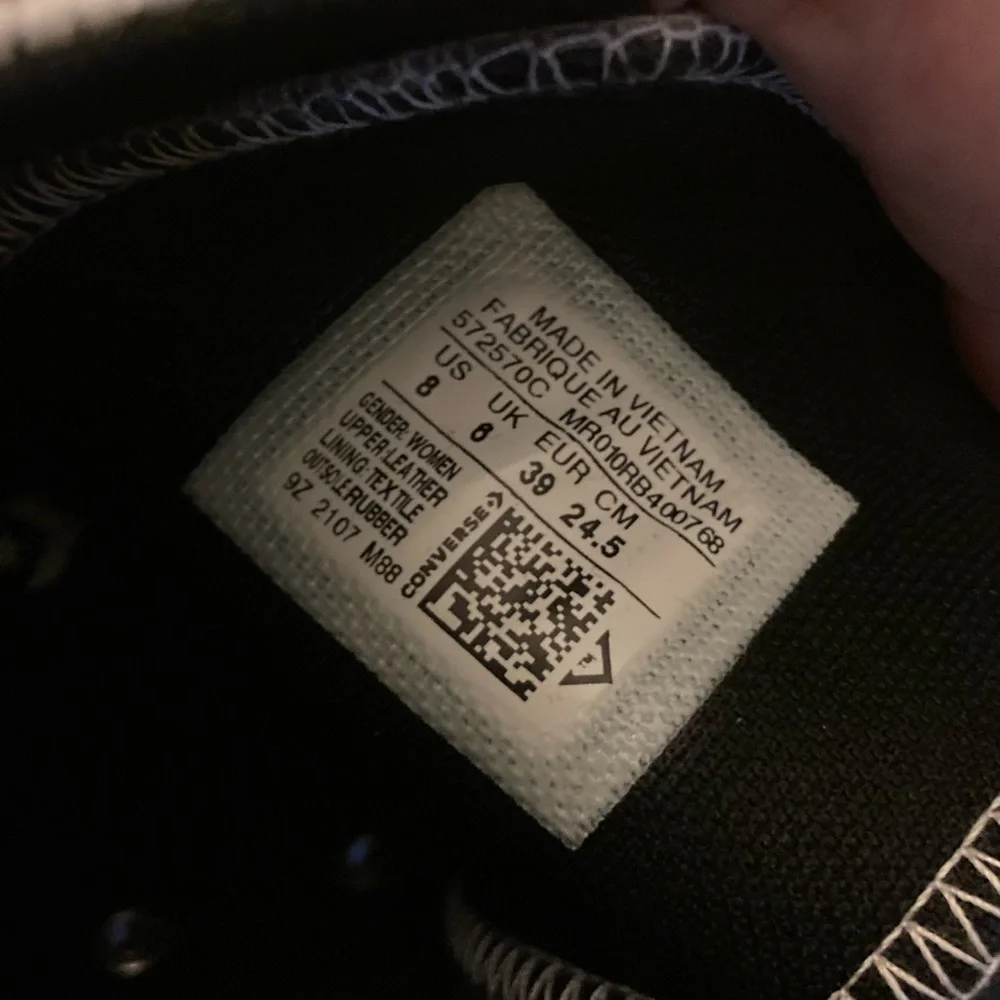 MADE IN VIETNAM
FABRIQUE AU VIETNAM
572570C MR010RB400768
US UK EUR CM
8 6 39 24.5
GENDER: WOMEN
UPPER:LEATHER
LINING:TEXTILE
OUTSOLE:RUBBER
9Z 2107 M88
CONVERSE